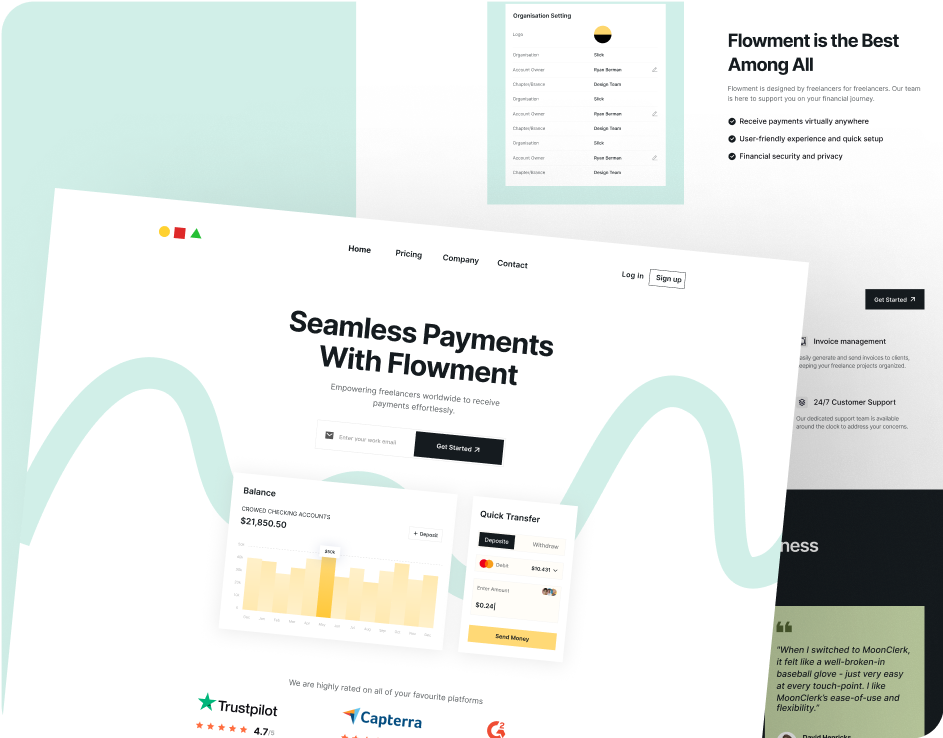 Organisation Setting
Logo
Organisation Slick
Account Owner Ryan Berman
Chapter/Brance Design Team
Organisation Slick
Account Owner Ryan Berman
Chapter/Brance Design Team
Organisation Slick
Account Owner Ryan Berman
Chapter/Brance Design Team
Flowment is the Best
Among All
Flowment is designed by freelancers for freelancers. Our team
is here to support you on your financial journey.
Receive payments virtually anywhere
User-friendly experience and quick setup
Financial security and privacy
Home Pricing Company Contact
Log in Sign up
Seamless Payments
With Flowment
Empowering freelancers worldwide to receive
payments effortlessly.
Enter your work email
Get Started
Balance
CROWED CHECKING ACCOUNTS
$21,850.50
+ Deposit
$50k
Quick Transfer
Deposite Withdraw
Debit $10,431
Enter Amount
$0.24
Send Money
We are highly rated on all of your favourite platforms
Trustpilot
4.7/5
Capterra
G2
Get Started
Invoice management
easily generate and send invoices to clients,
keeping your freelance projects organized.
24/7 Customer Support
Our dedicated support team is available
around the clock to address your concerns.
ness
"When I switched to MoonClerk,
it felt like a well-broken-in
baseball glove - just very easy
at every touch-point. I like
MoonClerk's ease-of-use and
flexibility."
David Henricks